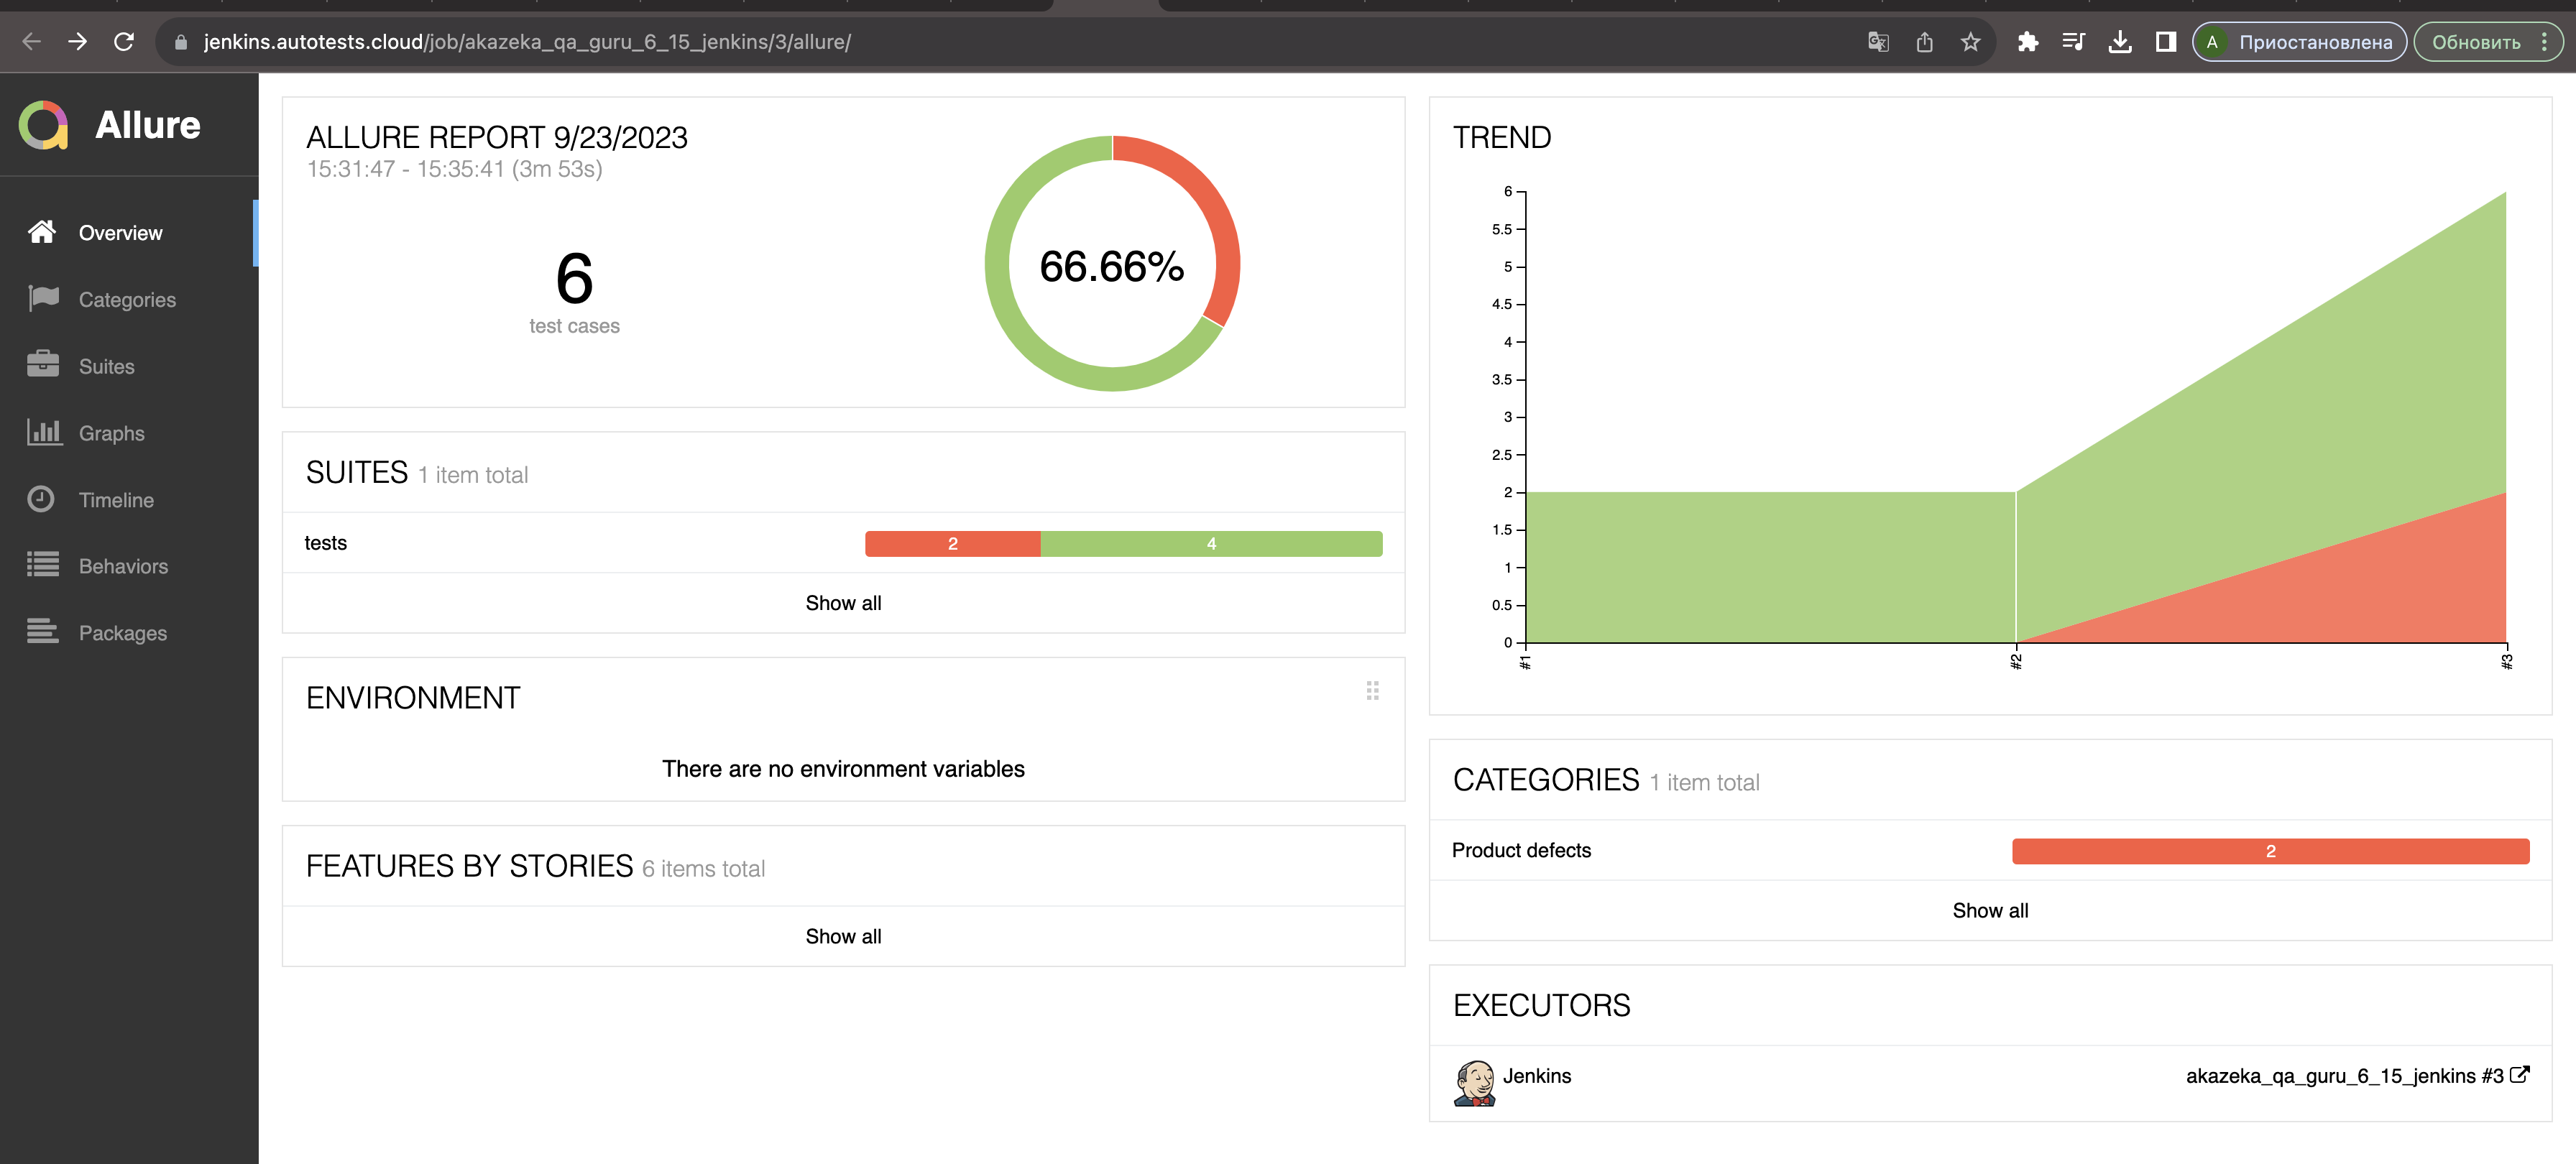 jenkins.autotests.cloud/job/akazeka_qa_guru_6_15_jenkins/3/allure/
A Приостановлена
Обновить
Allure
Overview
Categories
Suites
Graphs
Timeline
Behaviors
Packages
ALLURE REPORT 9/23/2023
15:31:47 - 15:35:41 (3m 53s)
6
test cases
66.66%
SUITES 1 item total
tests 2 4
Show all
ENVIRONMENT
There are no environment variables
FEATURES BY STORIES 6 items total
Show all
TREND
6
5.5
5
4.5
4
3.5
3
2.5
2
1.5
1
0.5
0
#1
#2
#3
CATEGORIES 1 item total
Product defects 2
Show all
EXECUTORS
Jenkins akazeka_qa_guru_6_15_jenkins #3